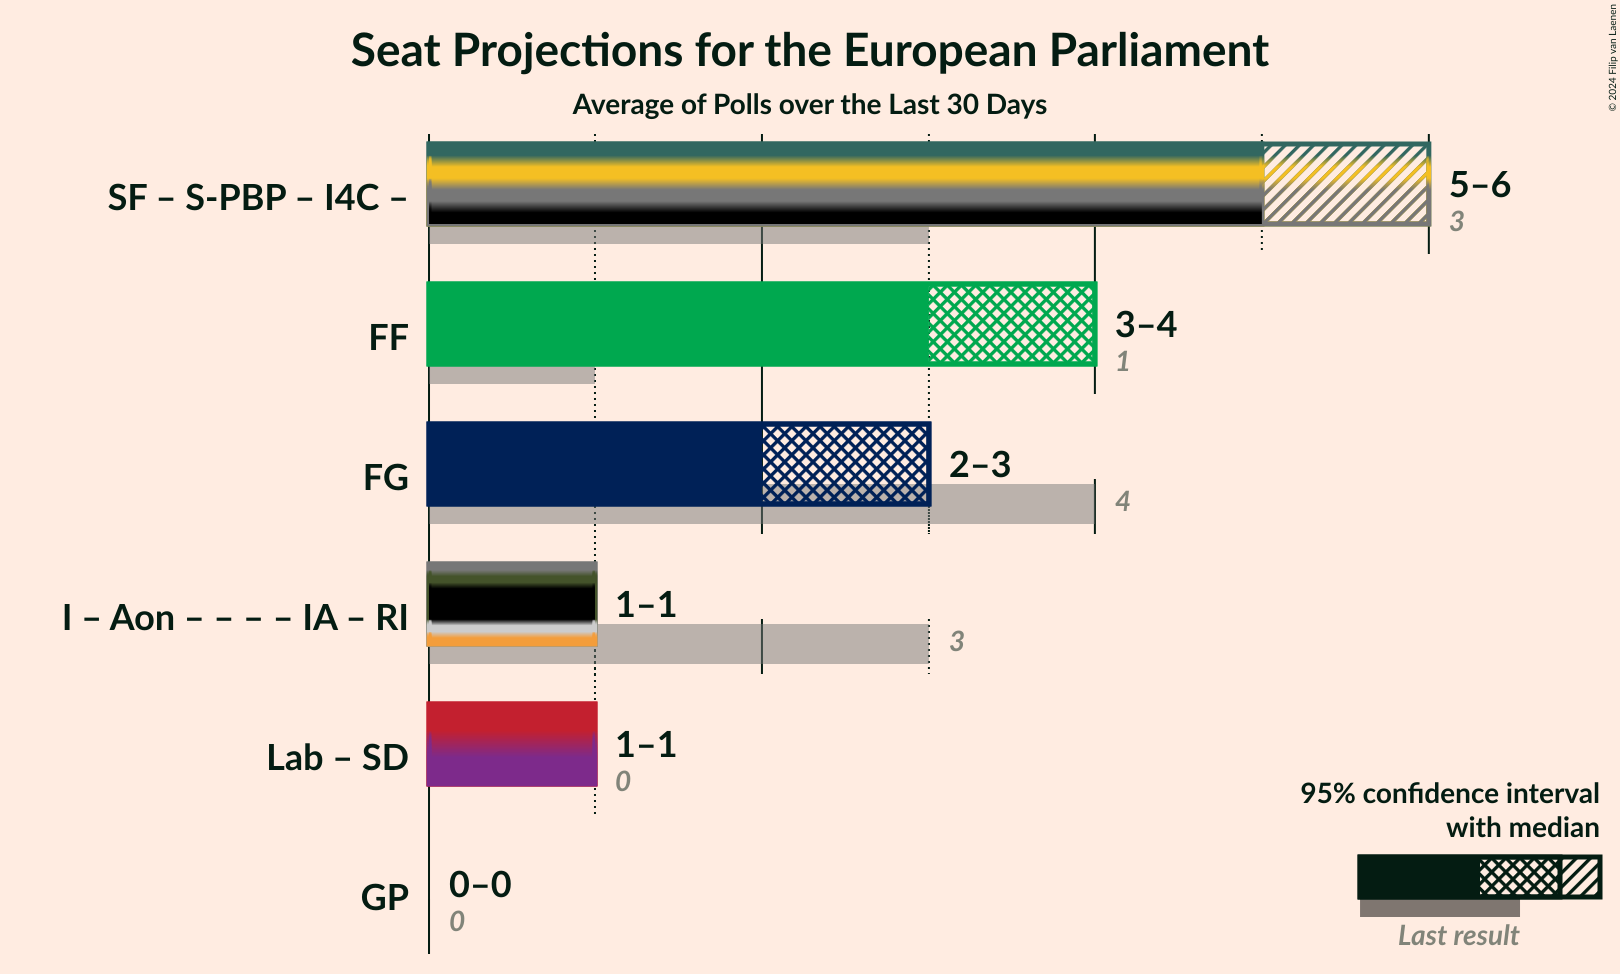 Seat Projections for the European Parliament
Average of Polls over the Last 30 Days
© 2024 Filip van Laenen
SF – S-PBP – I4C –
5–6
3
FF
3–4
1
FG
2–3
4
I – Aon – – – – IA – RI
1–1
3
Lab – SD
1–1
0
GP
0–0
0
95% confidence interval
with median
Last result